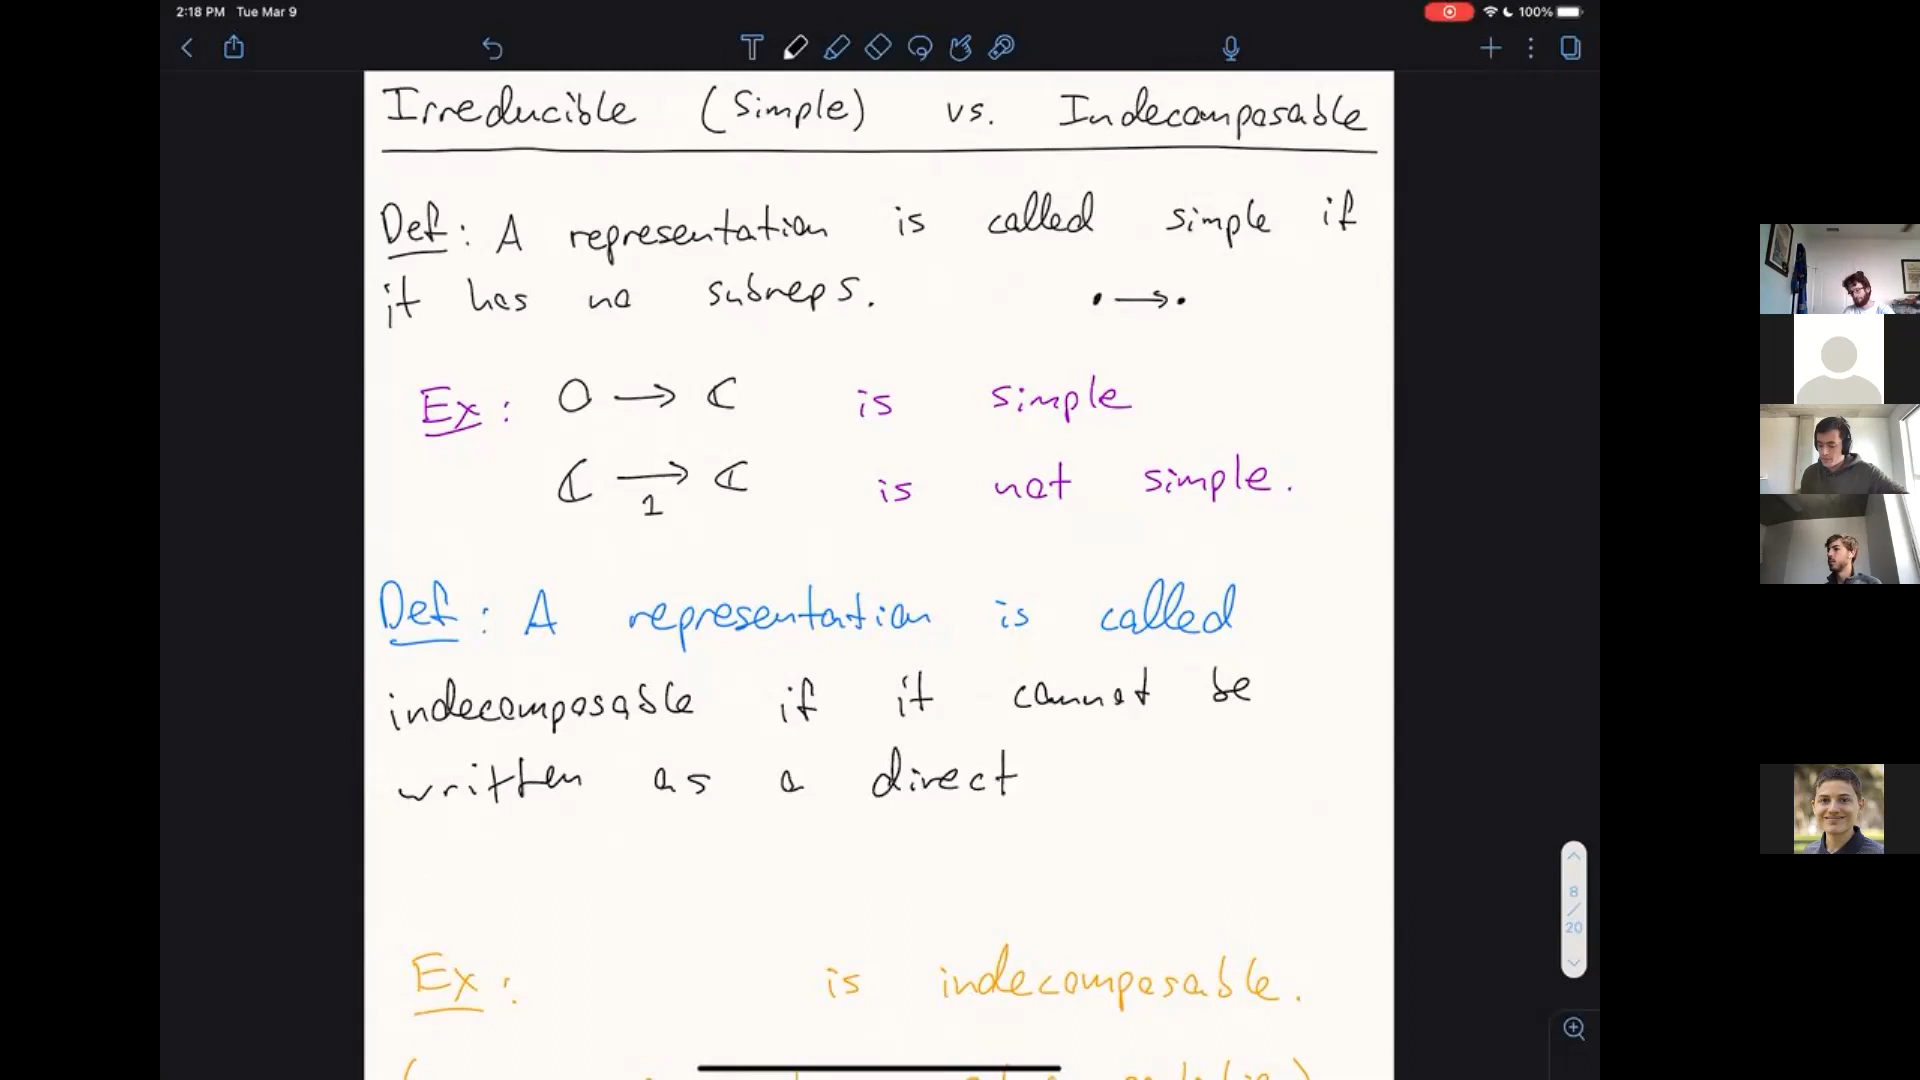 2:18 PM Tue Mar 9
100%
T
Irreducible (Simple) vs. Indecomposable
Def: A representation is called simple if
it has no subreps. • → •
Ex: 0 → ℂ is simple
ℂ → ℂ is not simple.
1
Def: A representation is called
indecomposable if it cannot be
written as a direct
8
/
20
Ex: is indecomposable.